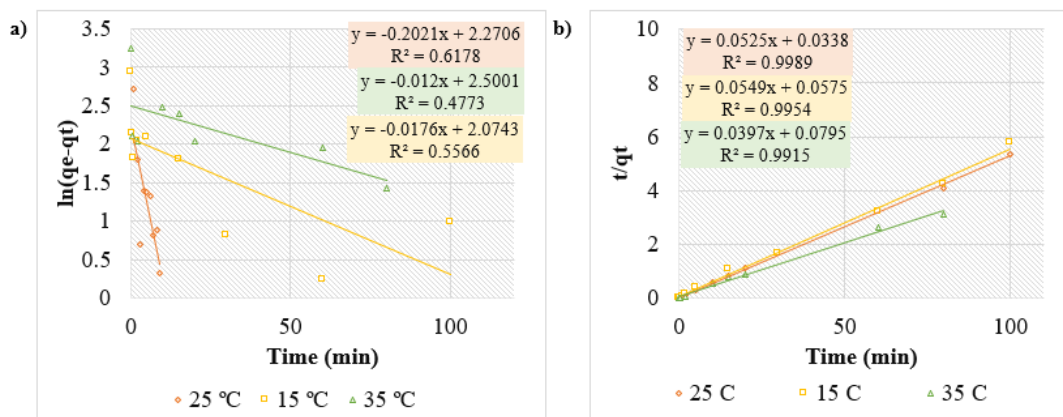 a)
3.5
3
2.5
2
1.5
1
0.5
0
ln(qe-qt)
y = -0.2021x + 2.2706
R² = 0.6178
y = -0.012x + 2.5001
R² = 0.4773
y = -0.0176x + 2.0743
R² = 0.5566
0 50 100
Time (min)
25 ºC 15 ºC 35 ºC
b)
10
8
6
4
2
0
t/qt
y = 0.0525x + 0.0338
R² = 0.9989
y = 0.0549x + 0.0575
R² = 0.9954
y = 0.0397x + 0.0795
R² = 0.9915
0 50 100
Time (min)
25 C 15 C 35 C